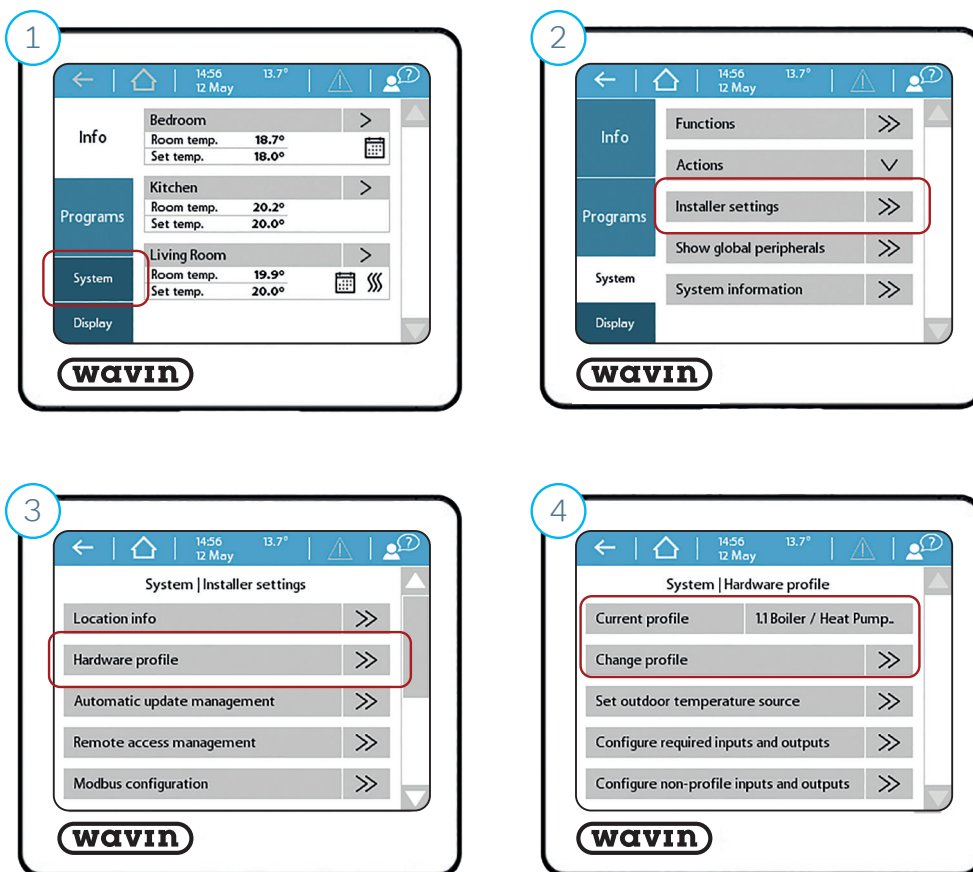 1
14:56 13.7°
12 May
Info
Programs
System
Display
Bedroom
Room temp. 18.7°
Set temp. 18.0°
Kitchen
Room temp. 20.2°
Set temp. 20.0°
Living Room
Room temp. 19.9°
Set temp. 20.0°
wavin
2
14:56 13.7°
12 May
?
Info
Programs
System
Display
Functions
Actions
Installer settings
Show global peripherals
System information
wavin
3
14:56 13.7°
12 May
?
System | Installer settings
Location info
Hardware profile
Automatic update management
Remote access management
Modbus configuration
wavin
4
14:56 13.7°
12 May
?
System | Hardware profile
Current profile 1.1 Boiler / Heat Pump..
Change profile
Set outdoor temperature source
Configure required inputs and outputs
Configure non-profile inputs and outputs
wavin